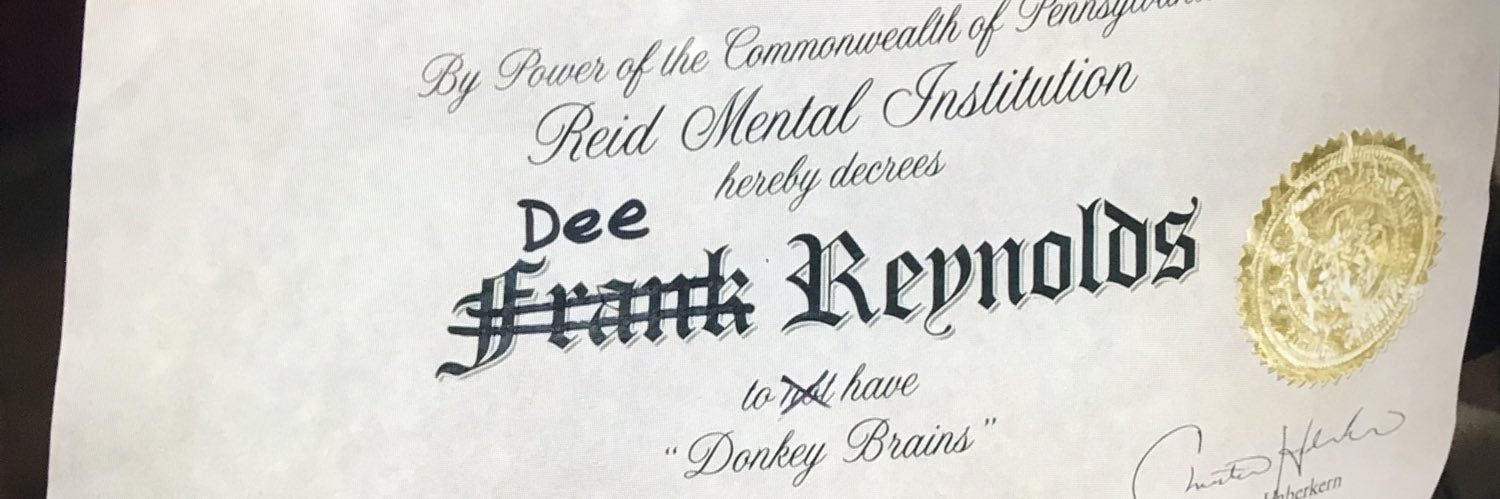 By Power of the Commonwealth of Pennsylvania
Reid Mental Institution
hereby decrees
Dee
Frank Reynolds
to not have
"Donkey Brains"